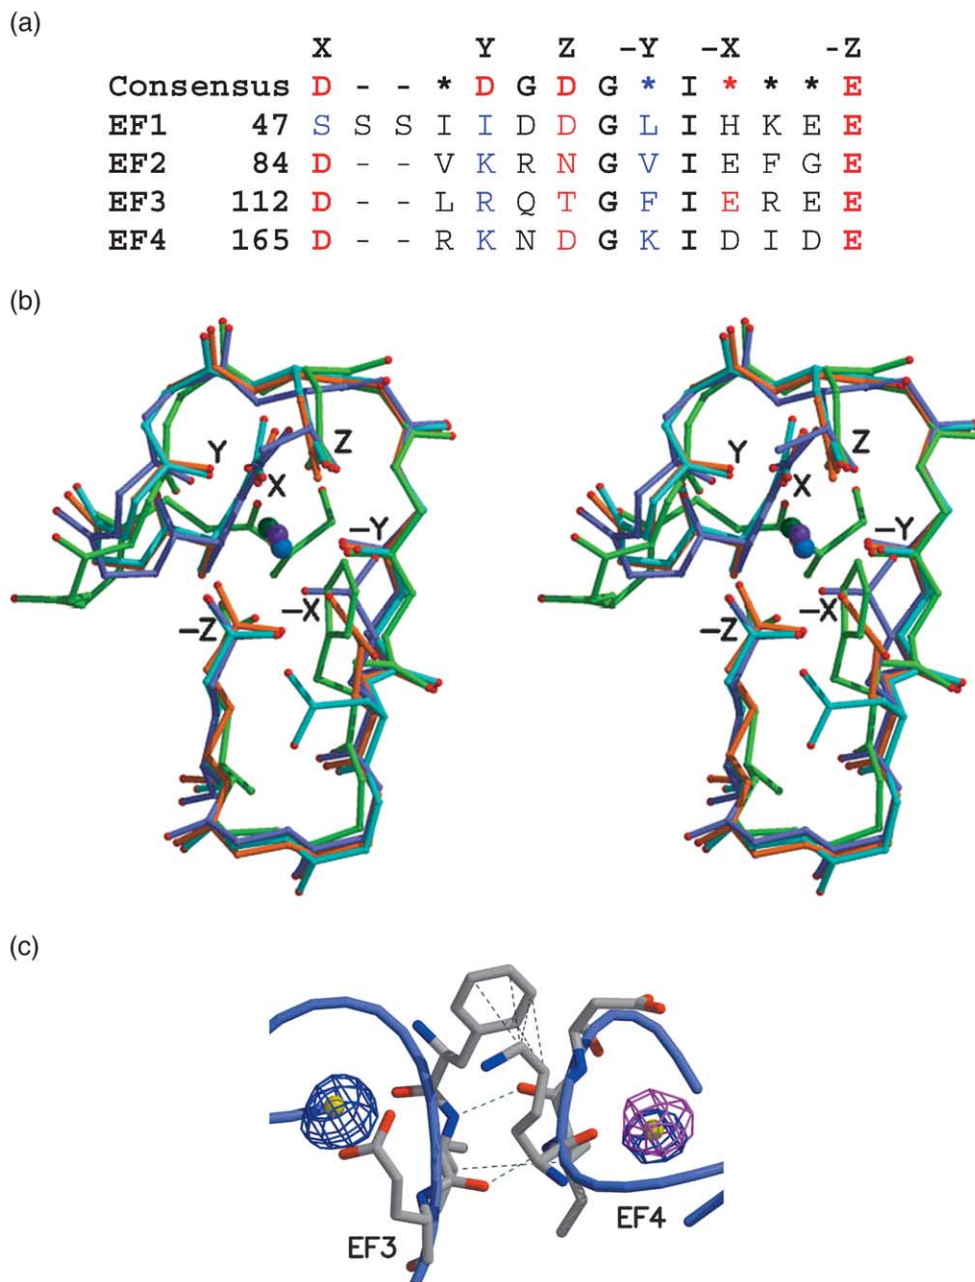 (a)
X Y Z –Y –X -Z
Consensus D - - * D G D G * I * * * E
EF1 47 S S S I I D D G L I H K E E
EF2 84 D - - V K R N G V I E F G E
EF3 112 D - - L R Q T G F I E R E E
EF4 165 D - - R K N D G K I D I D E
(b)
Y Z X –Y –X –Z
Y Z X –Y –X –Z
(c)
EF3 EF4